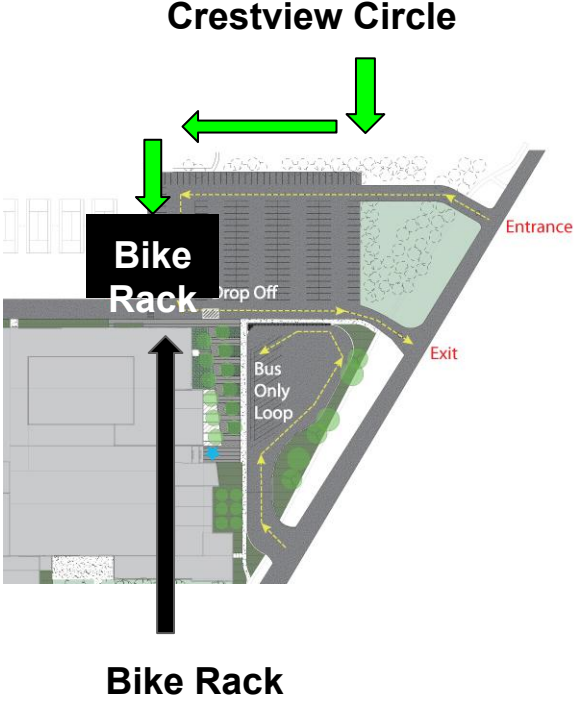 Crestview Circle
Entrance
Bike
Rack
Drop Off
Exit
Bus
Only
Loop
Bike Rack